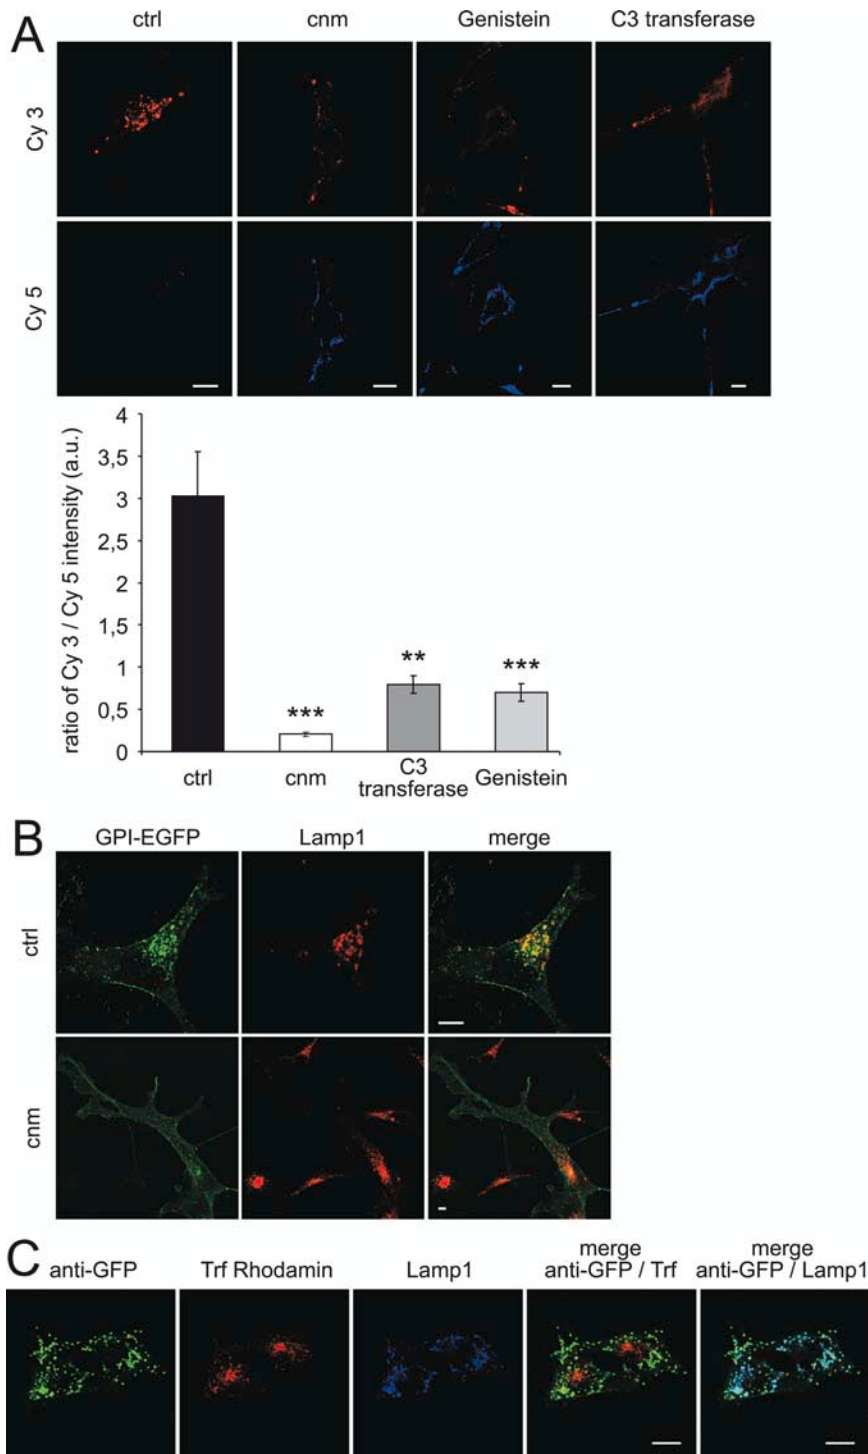 A
ctrl cnm Genistein C3 transferase
Cy 3
Cy 5
ratio of Cy 3 / Cy 5 intensity (a.u.)
4
3,5
3
2,5
2
1,5
1
0,5
0
***
**
***
ctrl cnm C3 transferase Genistein
B
GPI-EGFP Lamp1 merge
ctrl
cnm
C
anti-GFP Trf Rhodamin Lamp1 merge anti-GFP / Trf merge anti-GFP / Lamp1